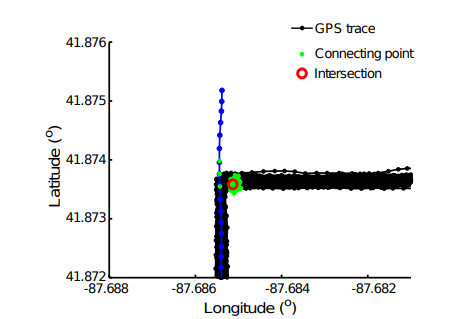 GPS trace
Connecting point
Intersection
41.876
41.875
41.874
41.873
41.872
Latitude (o)
-87.688
-87.686
-87.684
-87.682
Longitude (o)